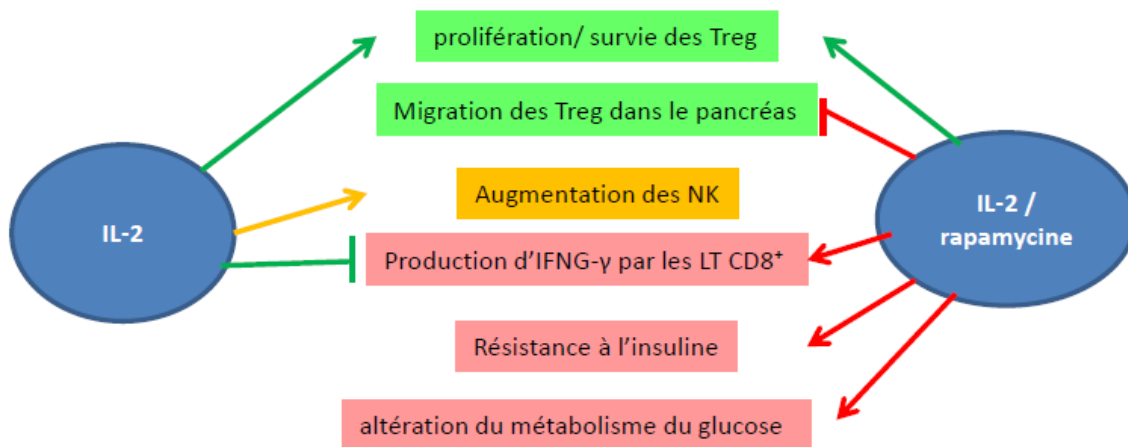 prolifération/ survie des Treg
Migration des Treg dans le pancréas
Augmentation des NK
IL-2
IL-2 /
rapamycine
Production d’IFNG-γ par les LT CD8⁺
Résistance à l’insuline
altération du métabolisme du glucose